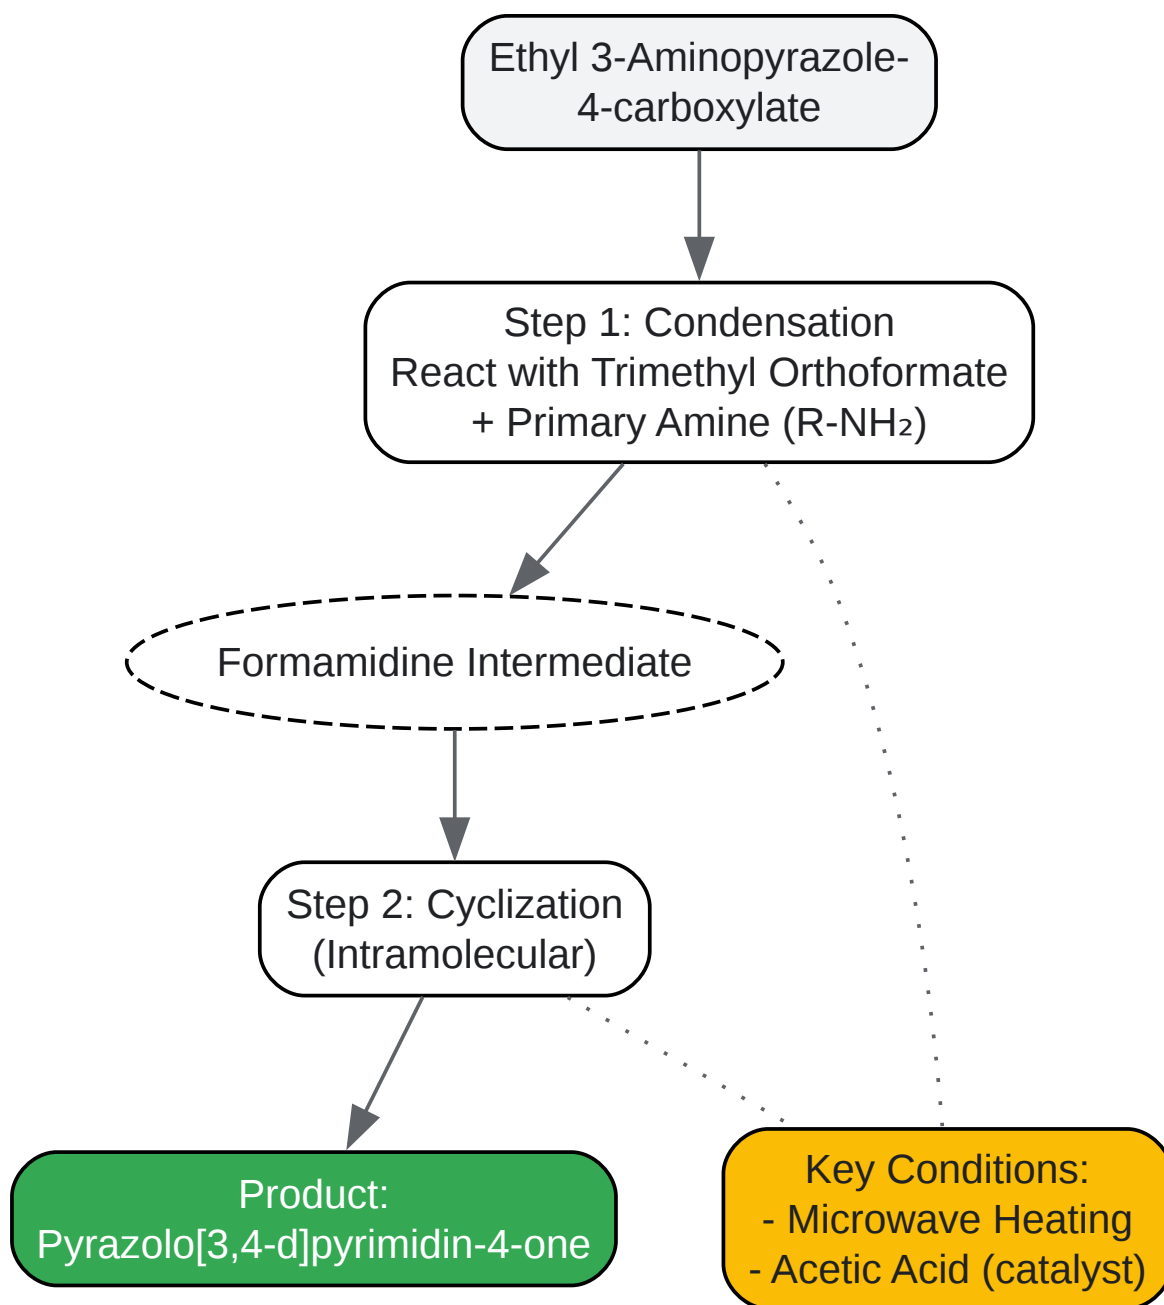 Ethyl 3-Aminopyrazole-
4-carboxylate
Step 1: Condensation
React with Trimethyl Orthoformate
+ Primary Amine (R-NH₂)
Formamidine Intermediate
Step 2: Cyclization
(Intramolecular)
Product:
Pyrazolo[3,4-d]pyrimidin-4-one
Key Conditions:
- Microwave Heating
- Acetic Acid (catalyst)